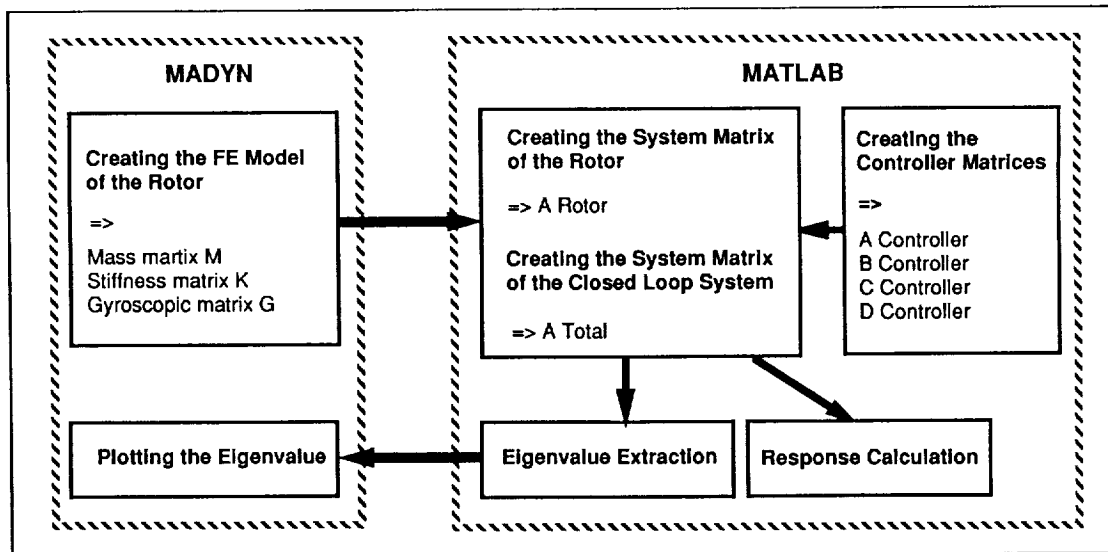 MADYN
Creating the FE Model
of the Rotor
=>
Mass martix M
Stiffness matrix K
Gyroscopic matrix G
Plotting the Eigenvalue
MATLAB
Creating the System Matrix
of the Rotor
=> A Rotor
Creating the System Matrix
of the Closed Loop System
=> A Total
Creating the
Controller Matrices
=>
A Controller
B Controller
C Controller
D Controller
Eigenvalue Extraction
Response Calculation